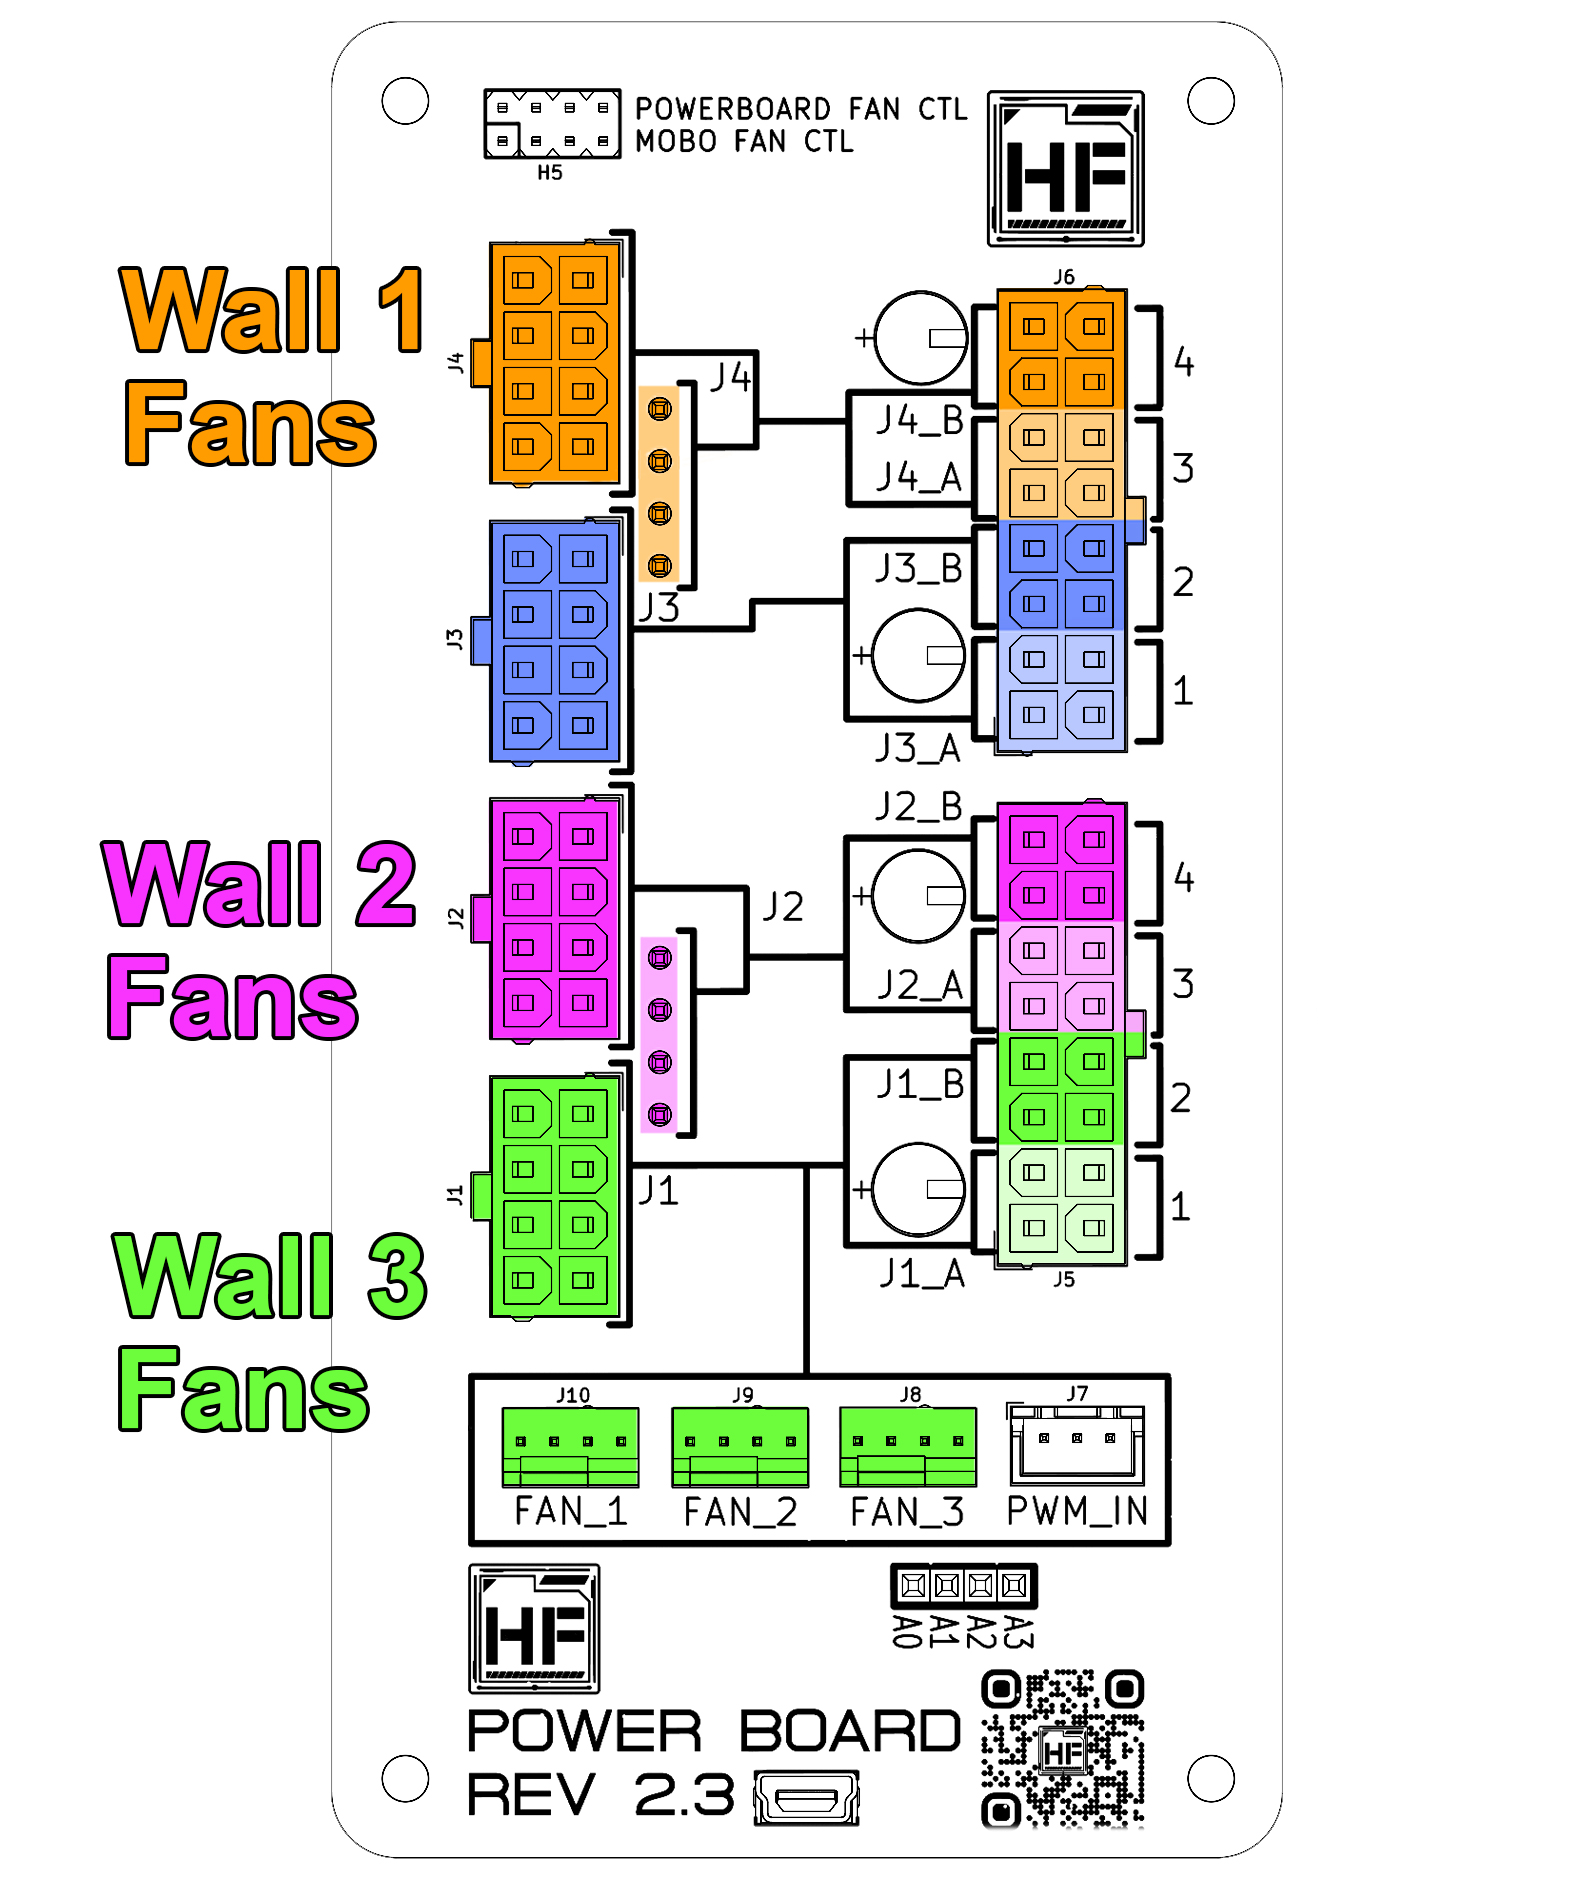 POWERBOARD FAN CTL
MOBO FAN CTL
H5
HF
Wall 1
Fans
J4
J4
J6
J4_B
J4_A
4
3
J3
J3
J3_B
J3_A
2
1
Wall 2
Fans
J2
J2
J2_B
J2_A
4
3
J1
J1
J1_B
J1_A
2
1
J5
Wall 3
Fans
J10
J9
J8
J7
FAN_1
FAN_2
FAN_3
PWM_IN
HF
A0
A1
A2
A3
POWER BOARD
REV 2.3
HF